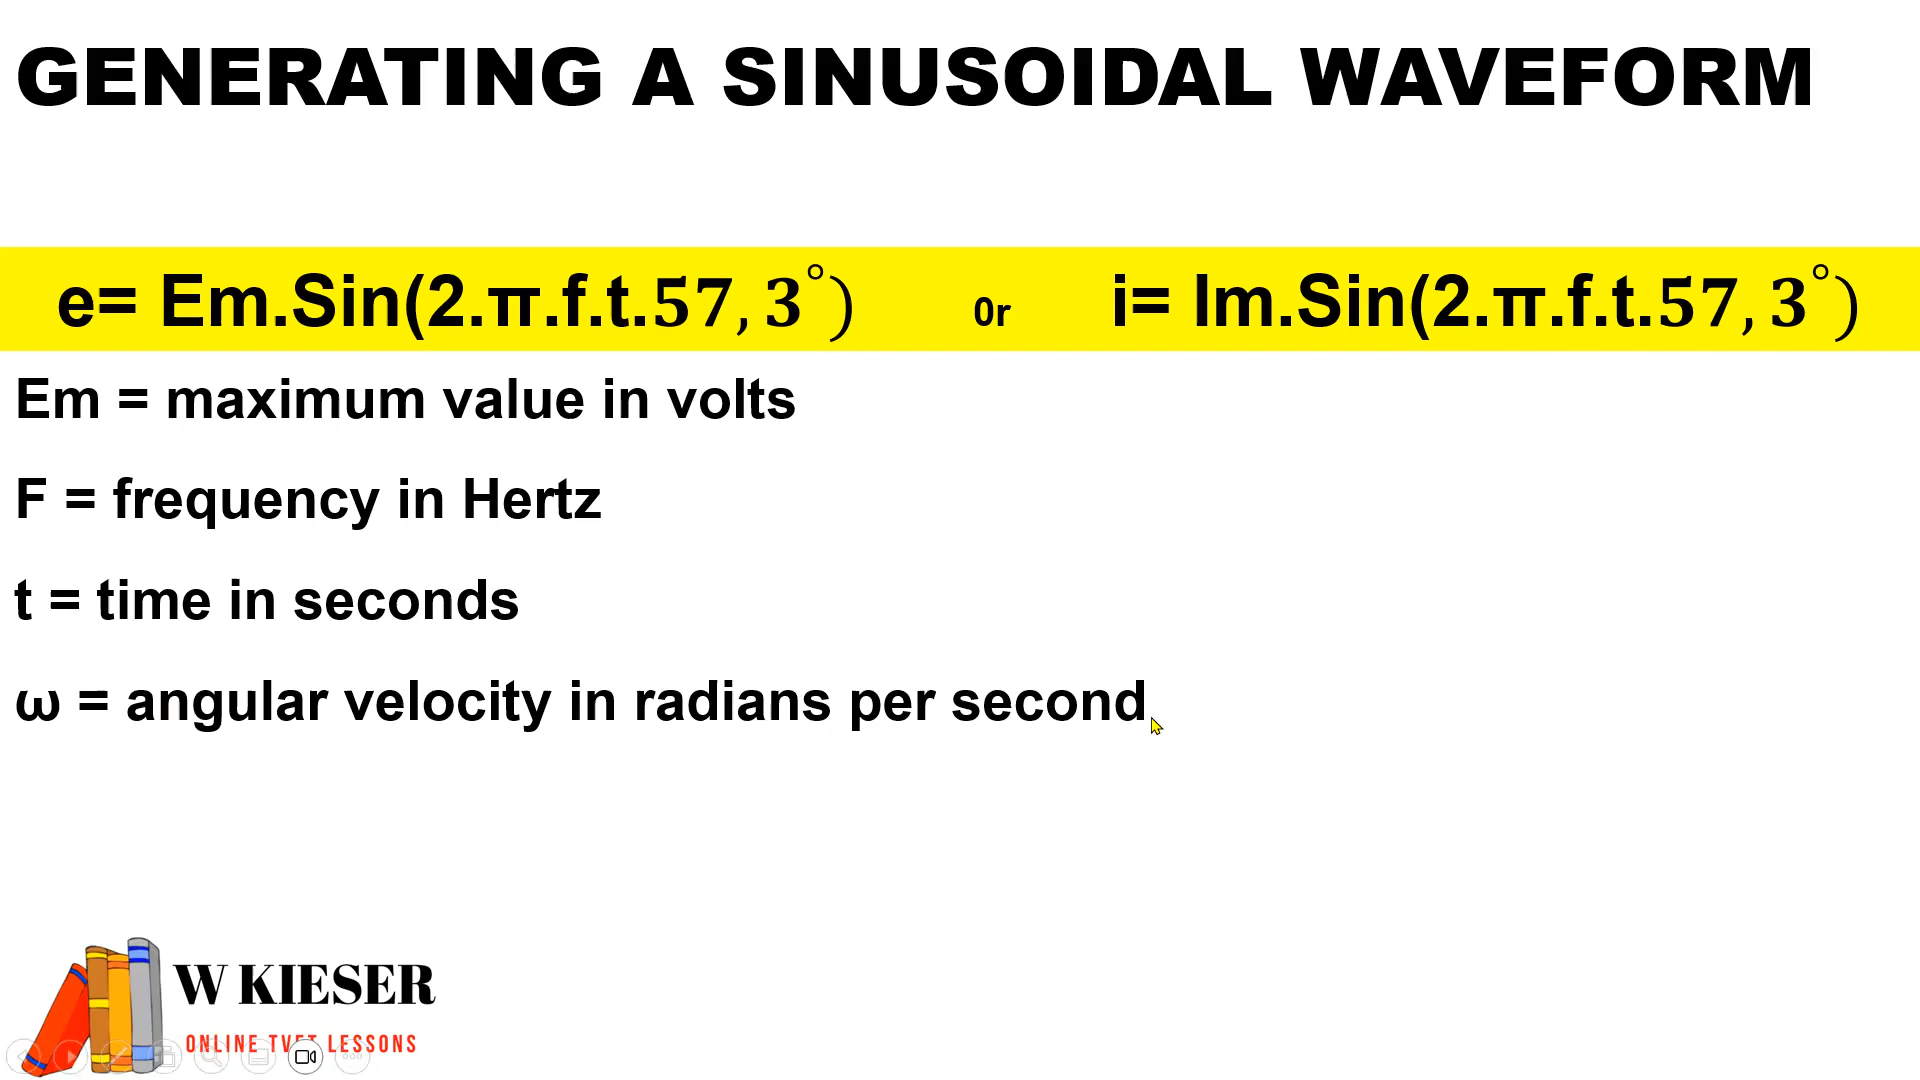 GENERATING A SINUSOIDAL WAVEFORM
e= Em.Sin(2.π.f.t.57,3°) 0r i= Im.Sin(2.π.f.t.57,3°)
Em = maximum value in volts
F = frequency in Hertz
t = time in seconds
ω = angular velocity in radians per second
W KIESER
ONLINE TVET LESSONS